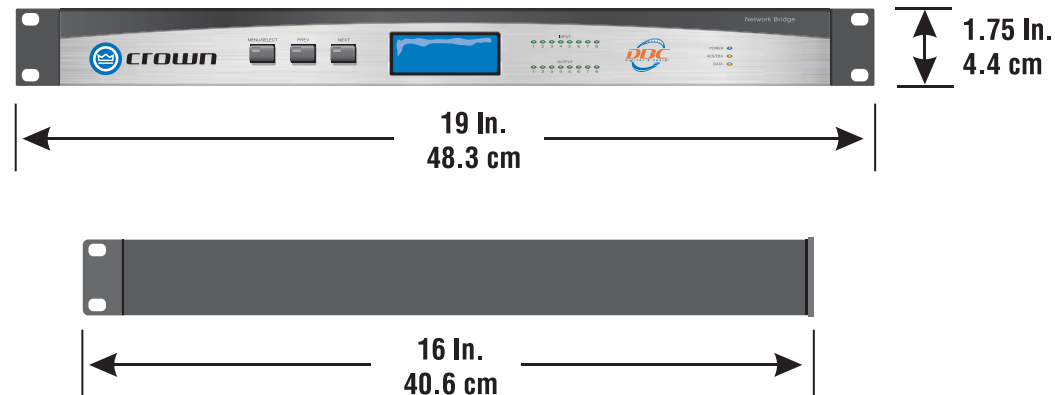 Network Bridge
MENU/SELECT PREV NEXT
INPUT
1 2 3 4 5 6 7 8
OUTPUT
1 2 3 4 5 6 7 8
crown
DDC
POWER
AES/EBU
DATA
1.75 In.
4.4 cm
19 In.
48.3 cm
16 In.
40.6 cm